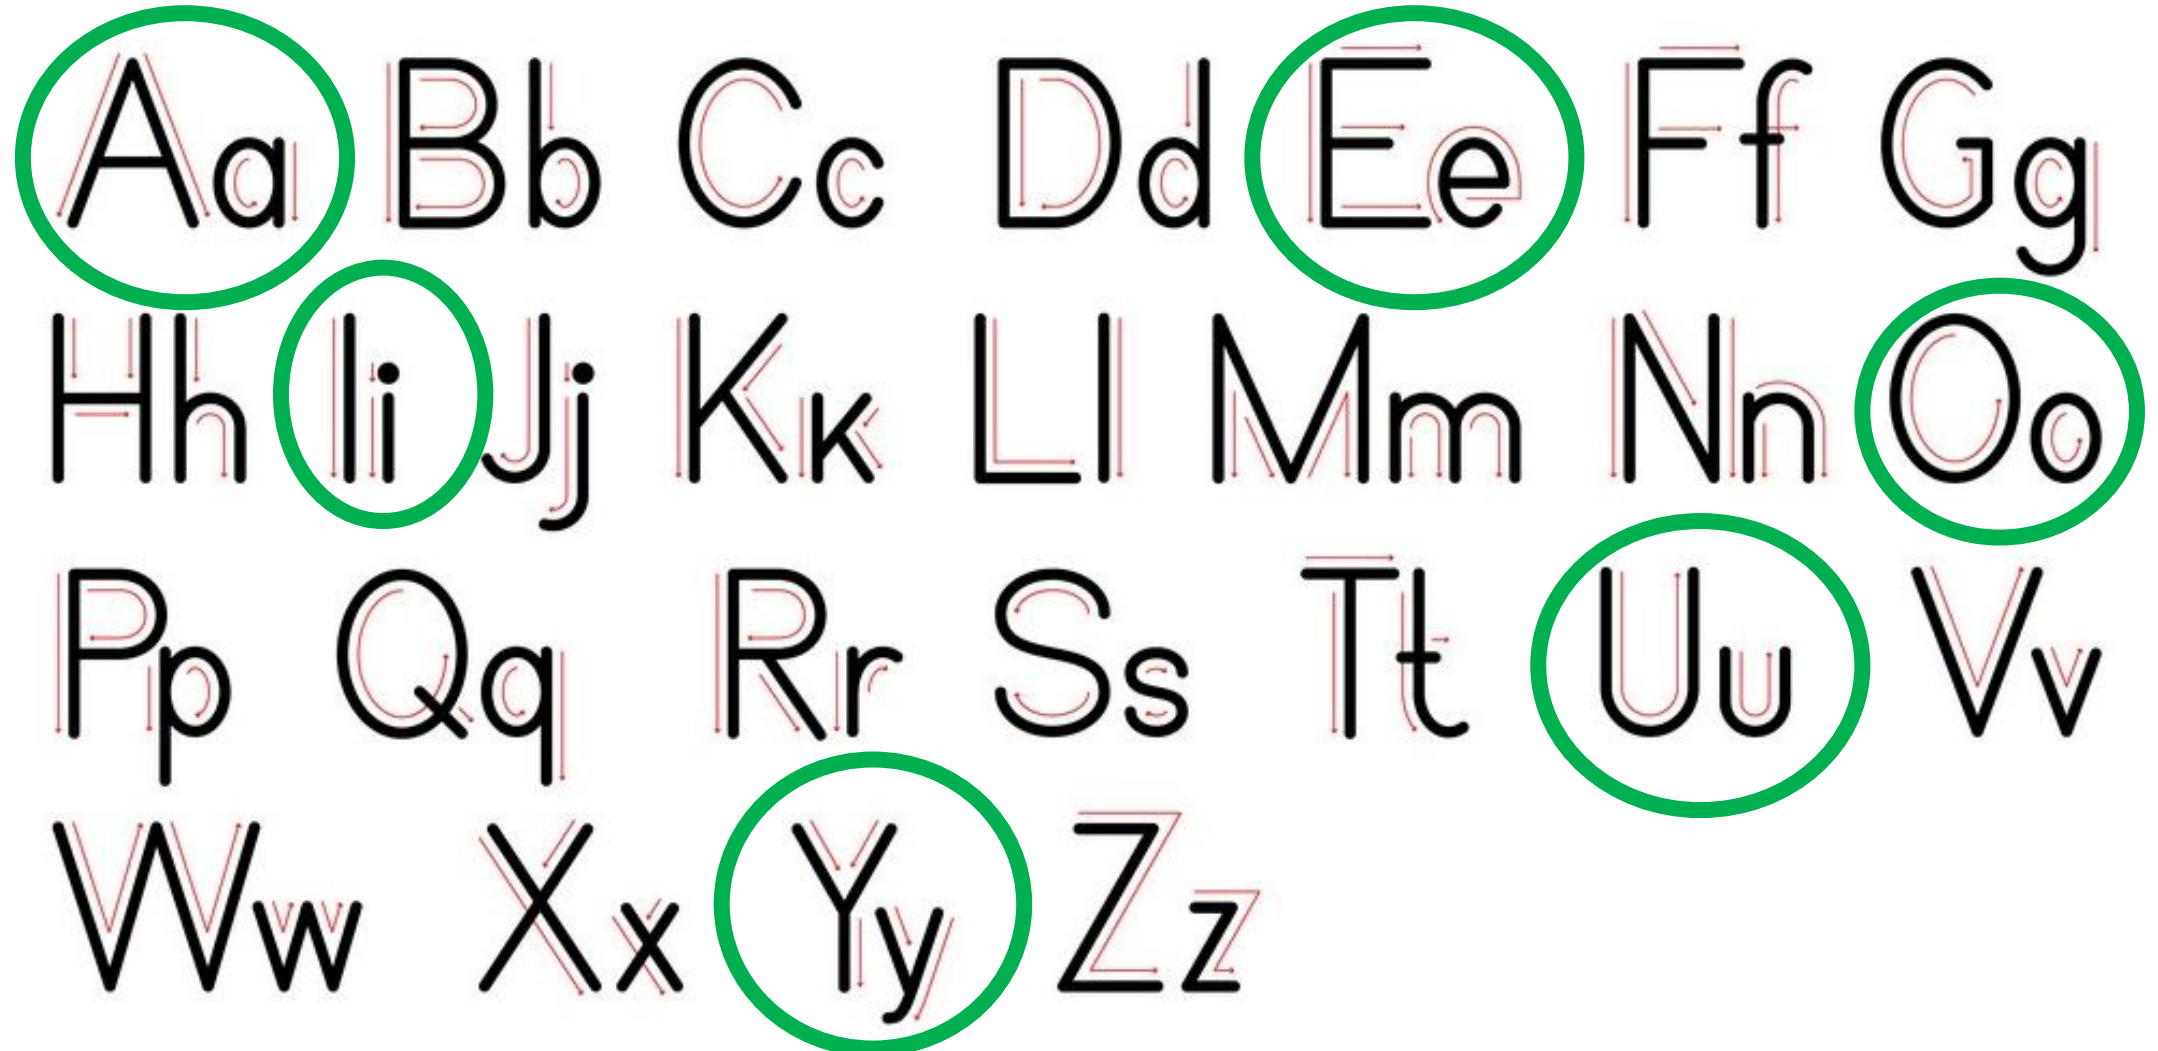 Aa Bb Cc Dd Ee Ff Gg
Hh Ii Jj Kk Ll Mm Nn Oo
Pp Qq Rr Ss Tt Uu Vv
Ww Xx Yy Zz